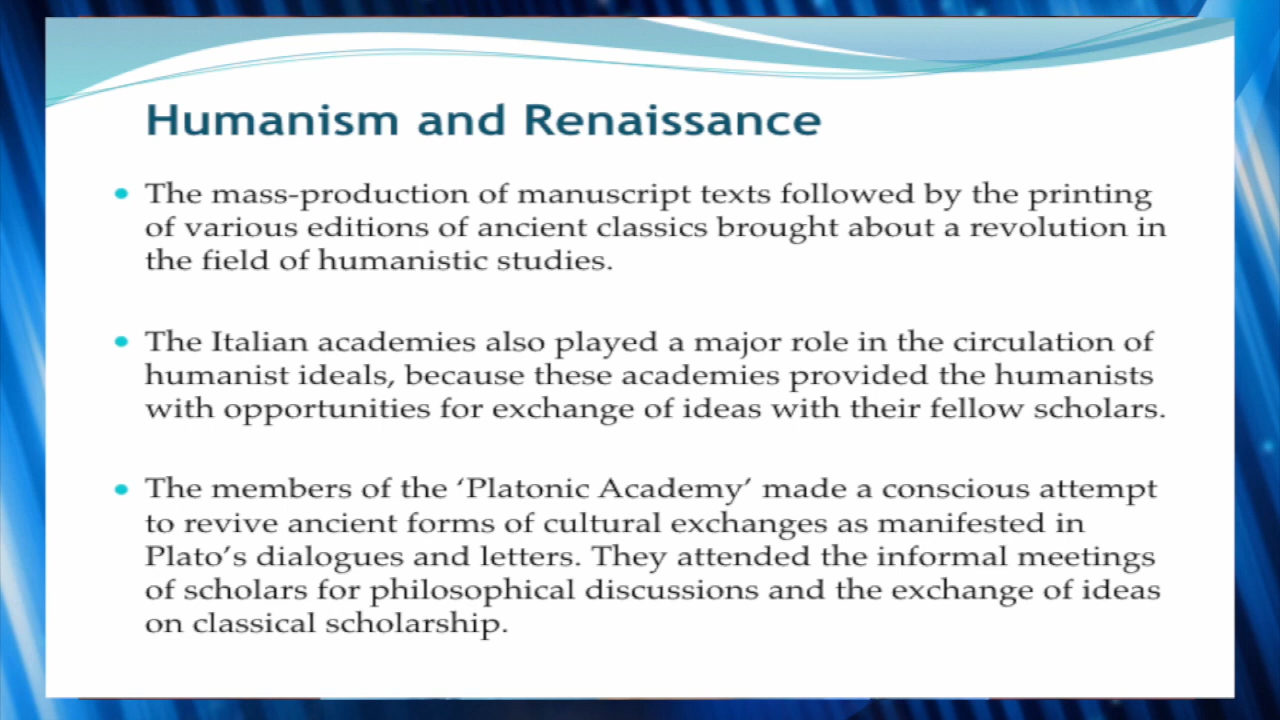 Humanism and Renaissance
• The mass-production of manuscript texts followed by the printing
of various editions of ancient classics brought about a revolution in
the field of humanistic studies.
• The Italian academies also played a major role in the circulation of
humanist ideals, because these academies provided the humanists
with opportunities for exchange of ideas with their fellow scholars.
• The members of the ‘Platonic Academy’ made a conscious attempt
to revive ancient forms of cultural exchanges as manifested in
Plato’s dialogues and letters. They attended the informal meetings
of scholars for philosophical discussions and the exchange of ideas
on classical scholarship.